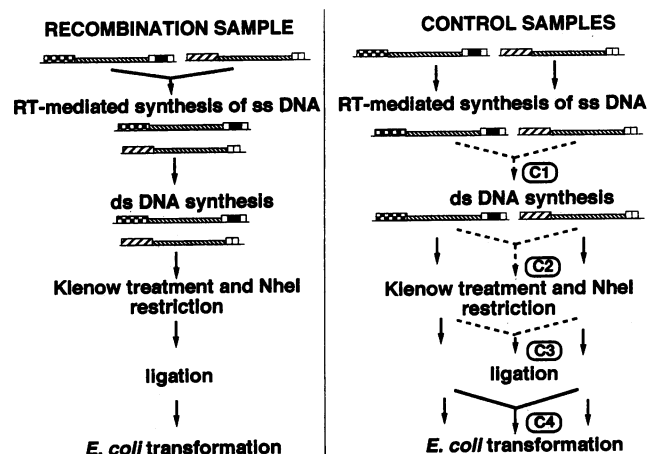 RECOMBINATION SAMPLE
RT-mediated synthesis of ss DNA
ds DNA synthesis
Klenow treatment and NheI
restriction
ligation
E. coli transformation
CONTROL SAMPLES
RT-mediated synthesis of ss DNA
C1
ds DNA synthesis
C2
Klenow treatment and NheI
restriction
C3
ligation
C4
E. coli transformation